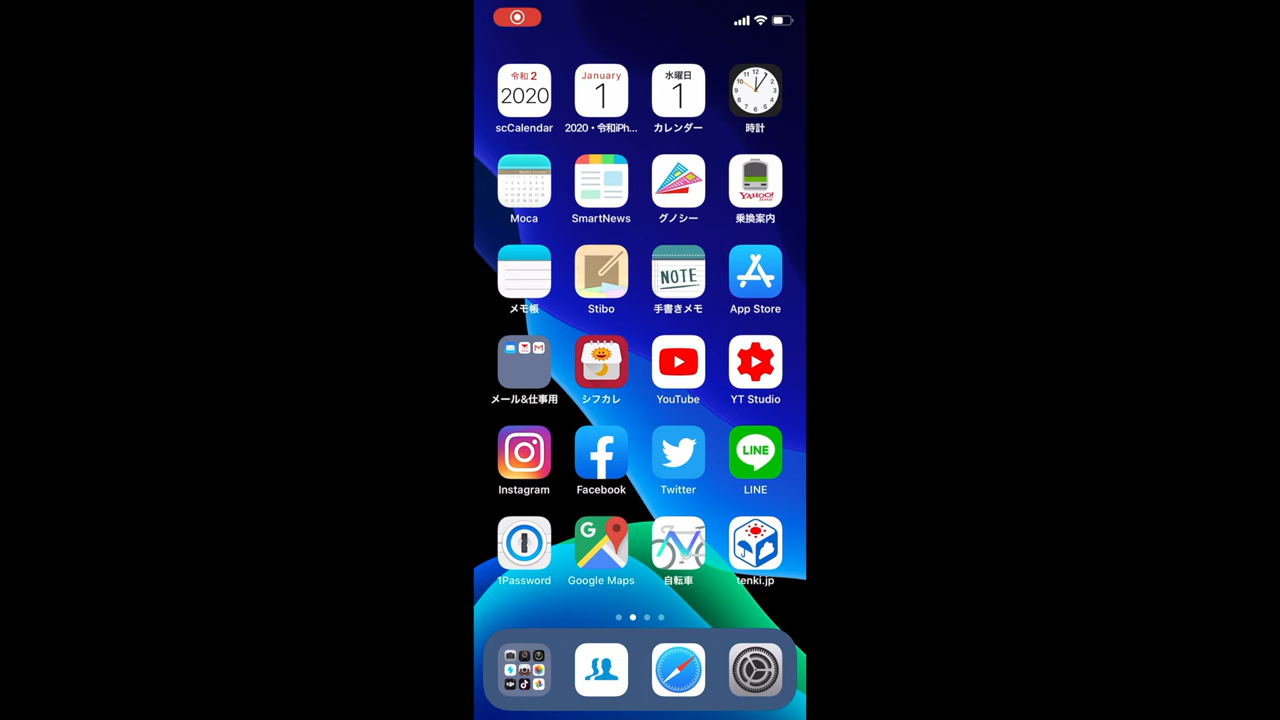 令和 2
2020
scCalendar
January
1
2020・令和iPh...
水曜日
1
カレンダー
時計
Moca
SmartNews
グノシー
YAHOO!
乗換案内
メモ帳
Stibo
NOTE
手書きメモ
App Store
メール&仕事用
シフカレ
YouTube
YT Studio
Instagram
Facebook
Twitter
LINE
LINE
1Password
G
Google Maps
自転車
tenki.jp